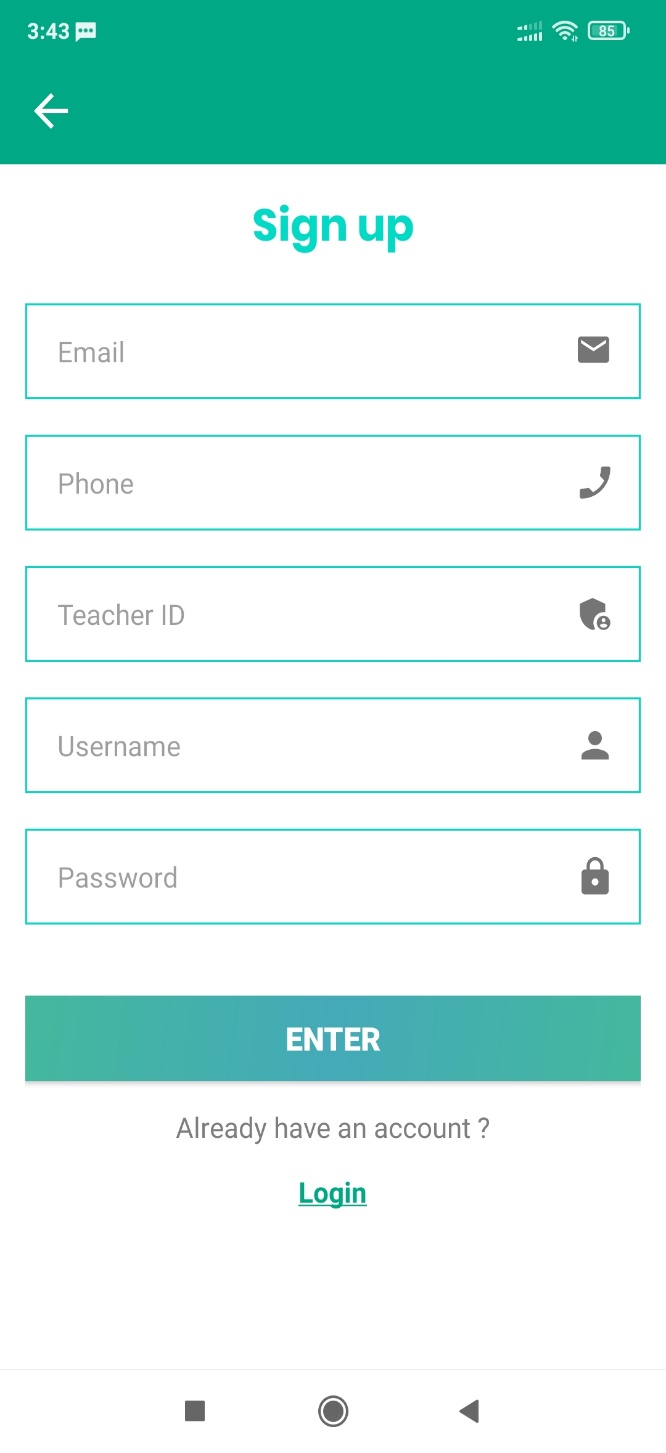 3:43
85
Sign up
Email
Phone
Teacher ID
Username
Password
ENTER
Already have an account ?
Login